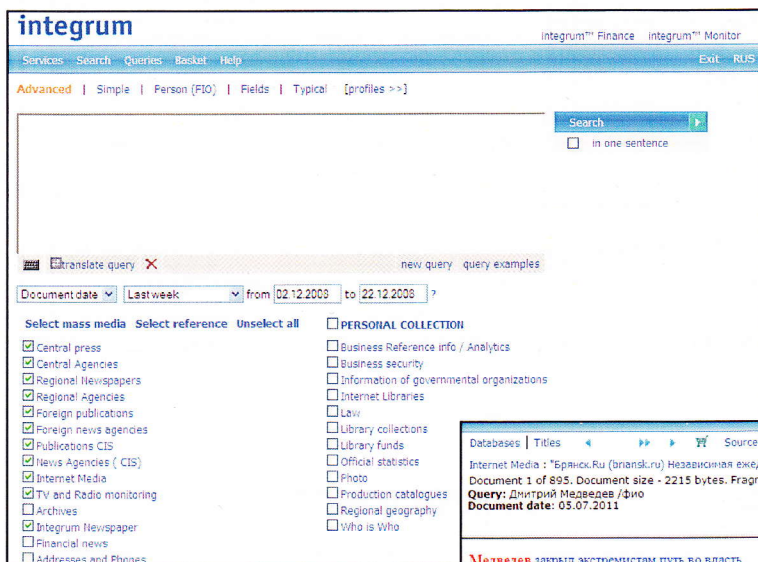 integrum
integrum™ Finance integrum™ Monitor
Services Search Queries Basket Help Exit RUS
Advanced | Simple | Person (FIO) | Fields | Typical [profiles >>]
Search
in one sentence
translate query new query query examples
Document date Last week from 02.12.2008 to 22.12.2008 ?
Select mass media Select reference Unselect all
Central press
Central Agencies
Regional Newspapers
Regional Agencies
Foreign publications
Foreign news agencies
Publications CIS
News Agencies ( CIS)
Internet Media
TV and Radio monitoring
Archives
Integrum Newspaper
Financial news
Addresses and Phones
PERSONAL COLLECTION
Business Reference info / Analytics
Business security
Information of governmental organizations
Internet Libraries
Law
Library collections
Library funds
Official statistics
Photo
Production catalogues
Regional geography
Who is Who
Databases | Titles Source
Internet Media : "Брянск.Ru (briansk.ru) Независимая еже
Document 1 of 895. Document size - 2215 bytes. Fragm
Query: Дмитрий Медведев /фио
Document date: 05.07.2011
Медведев закрыл экстремистам путь во власть